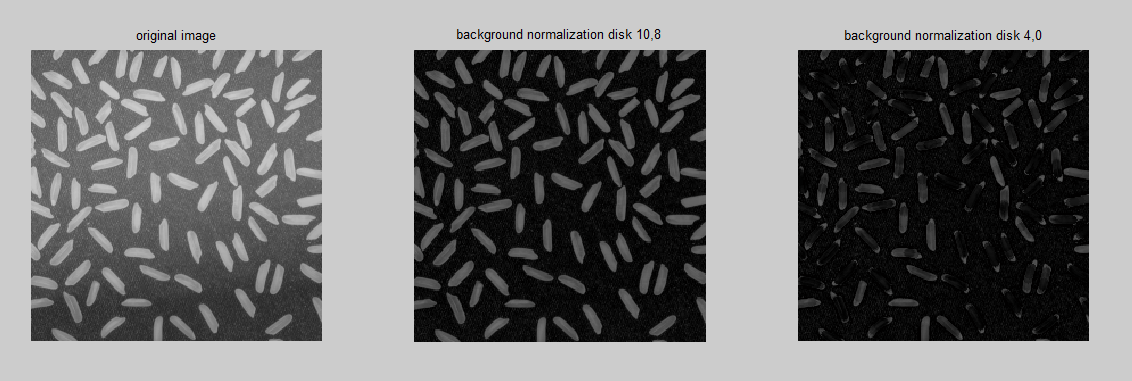 original image
background normalization disk 10,8
background normalization disk 4,0